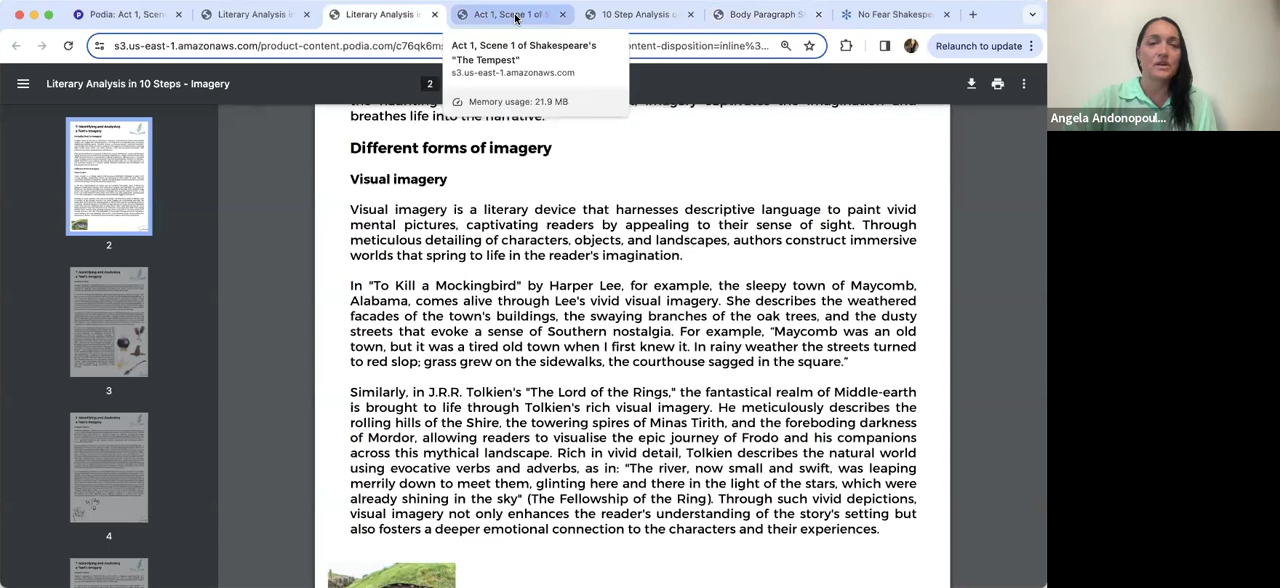 Podia: Act 1, Scen
Literary Analysis in
Literary Analysis in
Act 1, Scene 1 of S
10 Step Analysis o
Body Paragraph S
No Fear Shakespe
s3.us-east-1.amazonaws.com/product-content.podia.com/c76qk6ms
ontent-disposition=inline%3...
Relaunch to update
Act 1, Scene 1 of Shakespeare's
"The Tempest"
s3.us-east-1.amazonaws.com
Memory usage: 21.9 MB
Literary Analysis in 10 Steps - Imagery
2
Angela Andonopoul...
imagery captivates the imagination and
breathes life into the narrative.
Different forms of imagery
Visual imagery
Visual imagery is a literary device that harnesses descriptive language to paint vivid
mental pictures, captivating readers by appealing to their sense of sight. Through
meticulous detailing of characters, objects, and landscapes, authors construct immersive
worlds that spring to life in the reader's imagination.
In "To Kill a Mockingbird" by Harper Lee, for example, the sleepy town of Maycomb,
Alabama, comes alive through Lee's vivid visual imagery. She describes the weathered
facades of the town's buildings, the swaying branches of the oak trees, and the dusty
streets that evoke a sense of Southern nostalgia. For example, “Maycomb was an old
town, but it was a tired old town when I first knew it. In rainy weather the streets turned
to red slop; grass grew on the sidewalks, the courthouse sagged in the square.”
Similarly, in J.R.R. Tolkien's "The Lord of the Rings," the fantastical realm of Middle-earth
is brought to life through Tolkien's rich visual imagery. He meticulously describes the
rolling hills of the Shire, the towering spires of Minas Tirith, and the foreboding darkness
of Mordor, allowing readers to visualise the epic journey of Frodo and his companions
across this mythical landscape. Rich in vivid detail, Tolkien describes the natural world
using evocative verbs and adverbs, as in: "The river, now small and swift, was leaping
merrily down to meet them, glinting here and there in the light of the stars, which were
already shining in the sky" (The Fellowship of the Ring). Through such vivid depictions,
visual imagery not only enhances the reader's understanding of the story's setting but
also fosters a deeper emotional connection to the characters and their experiences.
2
3
4